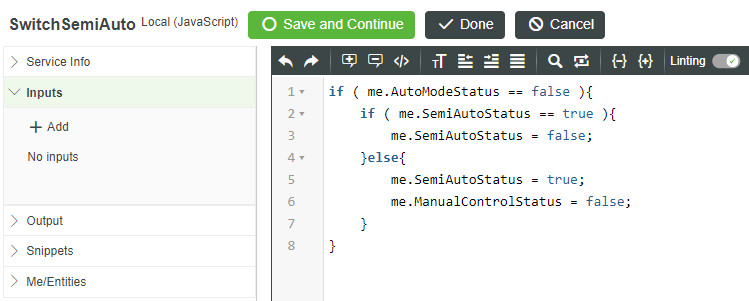 SwitchSemiAuto Local (JavaScript) Save and Continue Done Cancel
Service Info
Inputs
Add
No inputs
Output
Snippets
Me/Entities
Linting
1 if ( me.AutoModeStatus == false ){
2     if ( me.SemiAutoStatus == true ){
3         me.SemiAutoStatus = false;
4     }else{
5         me.SemiAutoStatus = true;
6         me.ManualControlStatus = false;
7     }
8 }